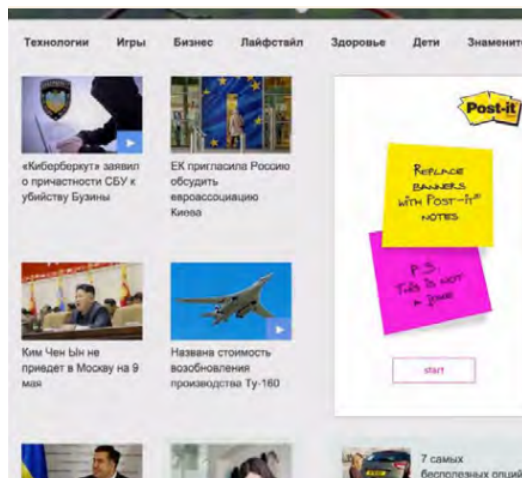 Технологии Игры Бизнес Лайфстайл Здоровье Дети
«Киберберкут» заявил
о причастности СБУ к
убийству Бузины
ЕК пригласила Россию
обсудить
евроассоциацию
Киева
Post-it
REPLACE
BANNERS
WITH POST-IT®
NOTES
P.S.
THIS IS NOT
A JOKE
start
Ким Чен Ын не
приедет в Москву на 9
мая
Названа стоимость
возобновления
производства Ту-160
7 самых
бесполезных опций